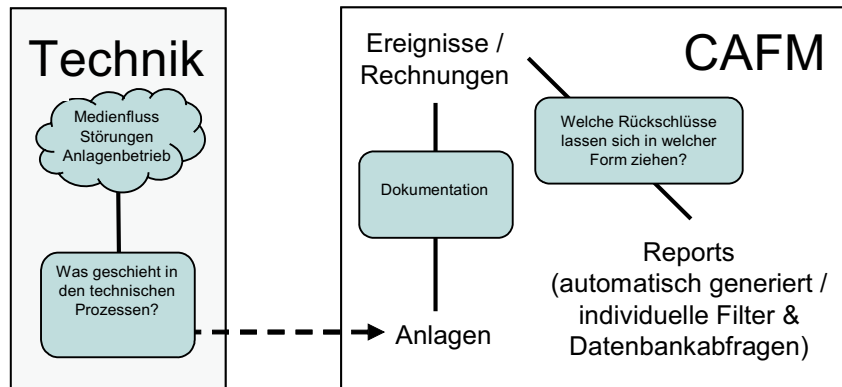 Technik
Medienfluss
Störungen
Anlagenbetrieb
Was geschieht in
den technischen
Prozessen?
CAFM
Ereignisse /
Rechnungen
Welche Rückschlüsse
lassen sich in welcher
Form ziehen?
Dokumentation
Anlagen
Reports
(automatisch generiert /
individuelle Filter &
Datenbankabfragen)